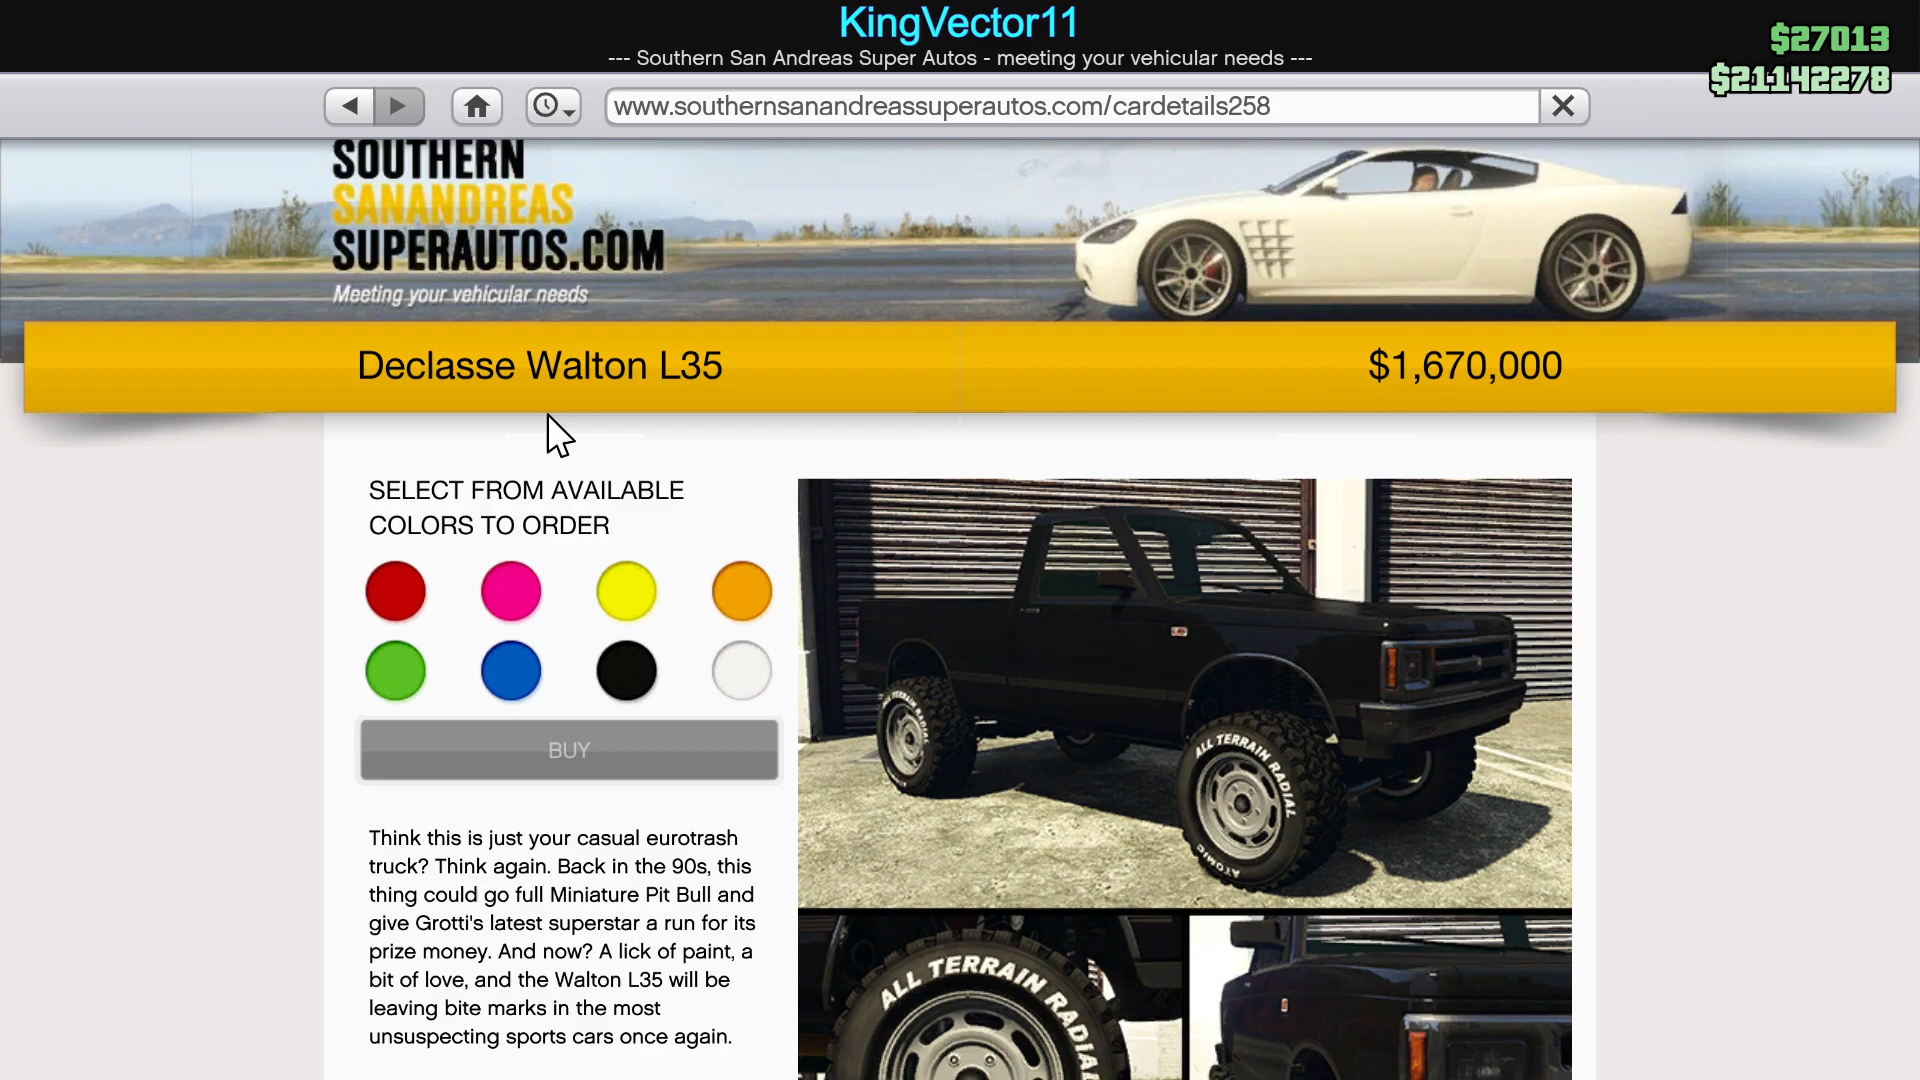 KingVector11
--- Southern San Andreas Super Autos - meeting your vehicular needs ---
$27013
$21142278
www.southernsanandreassuperautos.com/cardetails258
SOUTHERN
SANANDREAS
SUPERAUTOS.COM
Meeting your vehicular needs
Declasse Walton L35
$1,670,000
SELECT FROM AVAILABLE
COLORS TO ORDER
BUY
Think this is just your casual eurotrash
truck? Think again. Back in the 90s, this
thing could go full Miniature Pit Bull and
give Grotti's latest superstar a run for its
prize money. And now? A lick of paint, a
bit of love, and the Walton L35 will be
leaving bite marks in the most
unsuspecting sports cars once again.
ALL TERRAIN RADIAL
ALL TERRAIN RADIAL
ATOMIC
ALL TERRAIN RADIAL